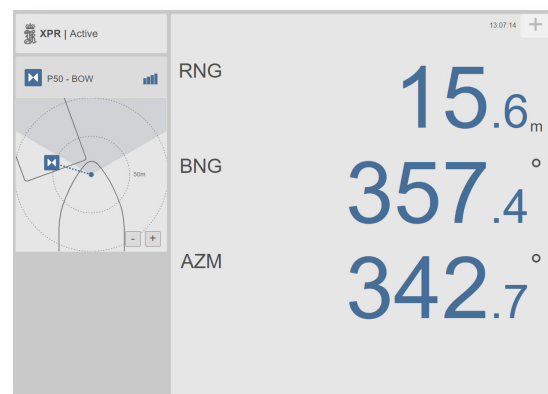 XPR | Active
P50 - BOW
50m
- +
13:07:14 +
RNG 15.6m
BNG 357.4°
AZM 342.7°